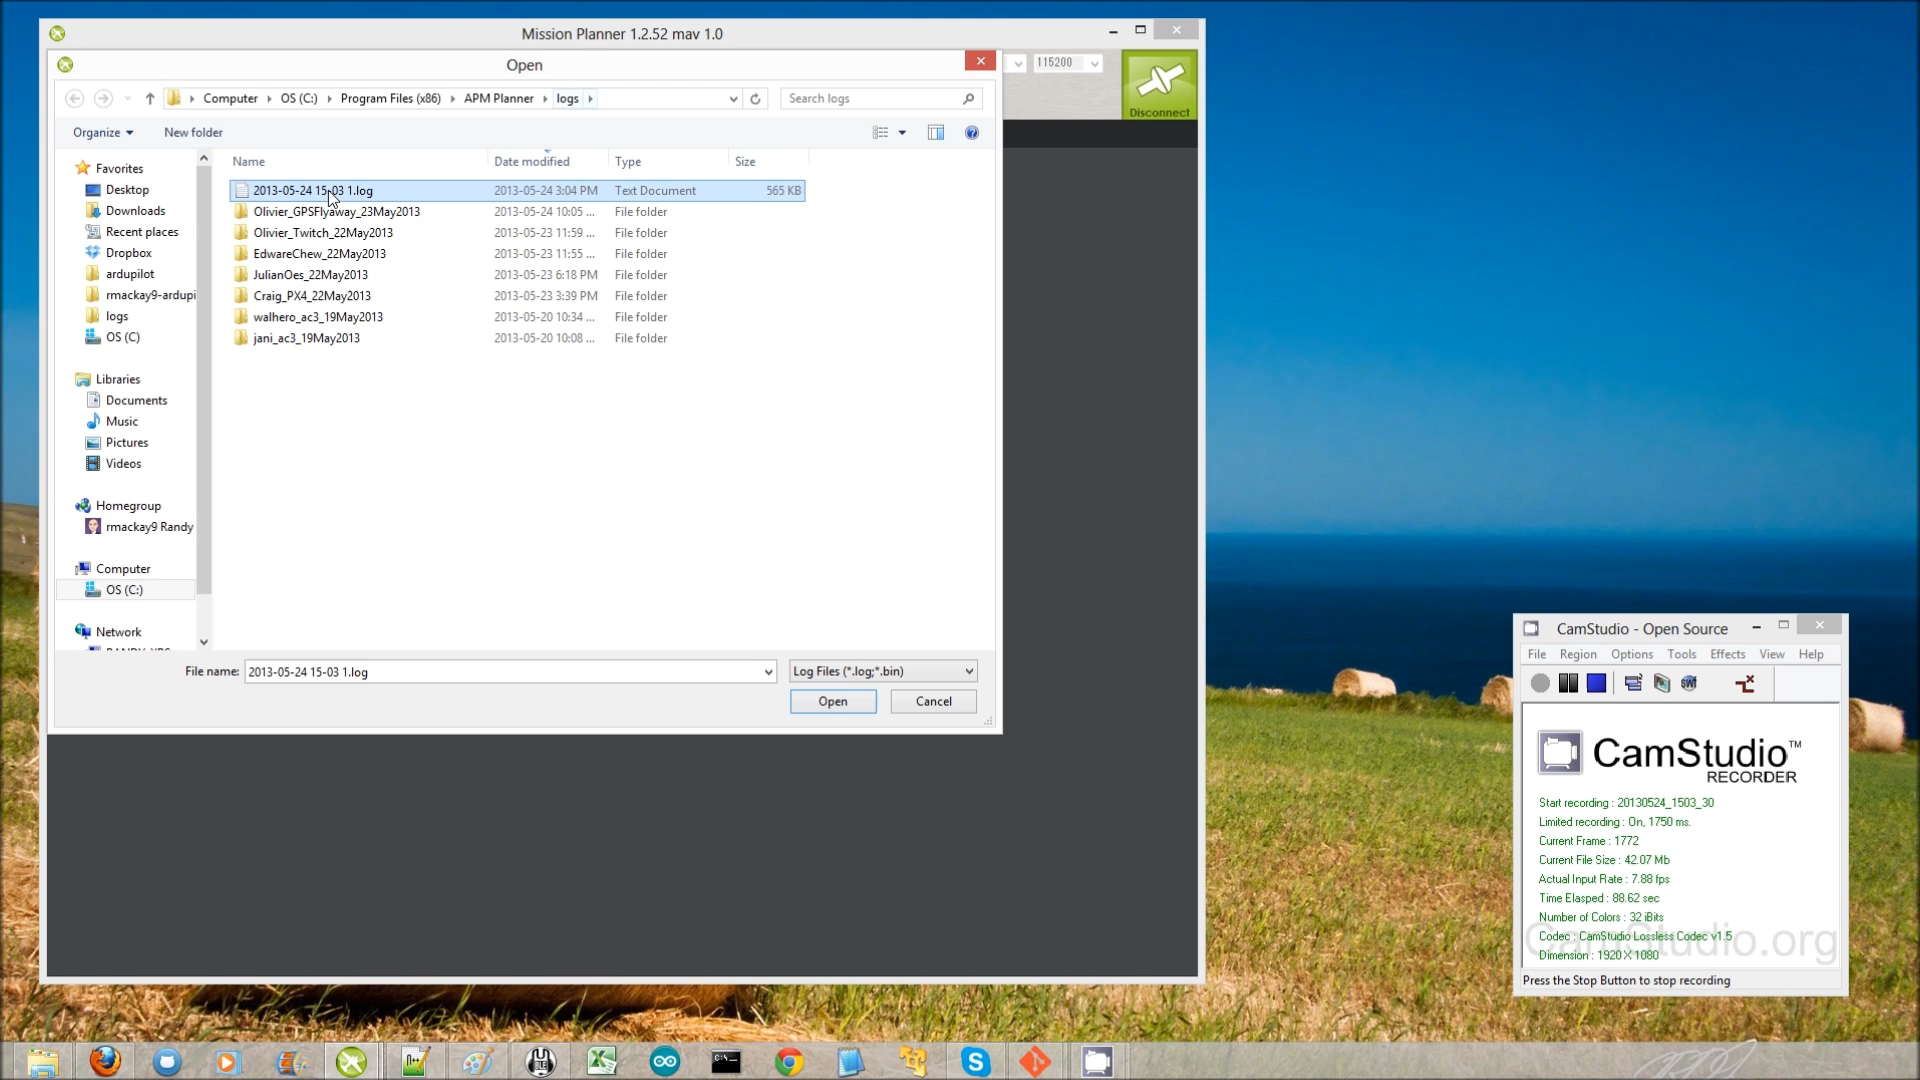 Mission Planner 1.2.52 mav 1.0
Open
115200
Disconnect
Computer OS (C:) Program Files (x86) APM Planner logs
Search logs
Organize New folder
Name Date modified Type Size
2013-05-24 15-03 1.log 2013-05-24 3:04 PM Text Document 565 KB
Olivier_GPSFlyaway_23May2013 2013-05-24 10:05 ... File folder
Olivier_Twitch_22May2013 2013-05-23 11:59 ... File folder
EdwareChew_22May2013 2013-05-23 11:55 ... File folder
JulianOes_22May2013 2013-05-23 6:18 PM File folder
Craig_PX4_22May2013 2013-05-23 3:39 PM File folder
walhero_ac3_19May2013 2013-05-20 10:34 ... File folder
jani_ac3_19May2013 2013-05-20 10:08 ... File folder
Favorites
Desktop
Downloads
Recent places
Dropbox
ardupilot
rmackay9-ardupi
logs
OS (C)
Libraries
Documents
Music
Pictures
Videos
Homegroup
rmackay9 Randy
Computer
OS (C:)
Network
File name: 2013-05-24 15-03 1.log Log Files (*.log;*.bin)
Open Cancel
CamStudio - Open Source
File Region Options Tools Effects View Help
CamStudio™
RECORDER
Start recording : 20130524_1503_30
Limited recording : On, 1750 ms.
Current Frame : 1772
Current File Size : 42.07 Mb
Actual Input Rate : 7.88 fps
Time Elasped : 88.62 sec
Number of Colors : 32 iBits
Codec : CamStudio Lossless Codec v1.5
Dimension : 1920 X 1080
CamStudio.org
Press the Stop Button to stop recording